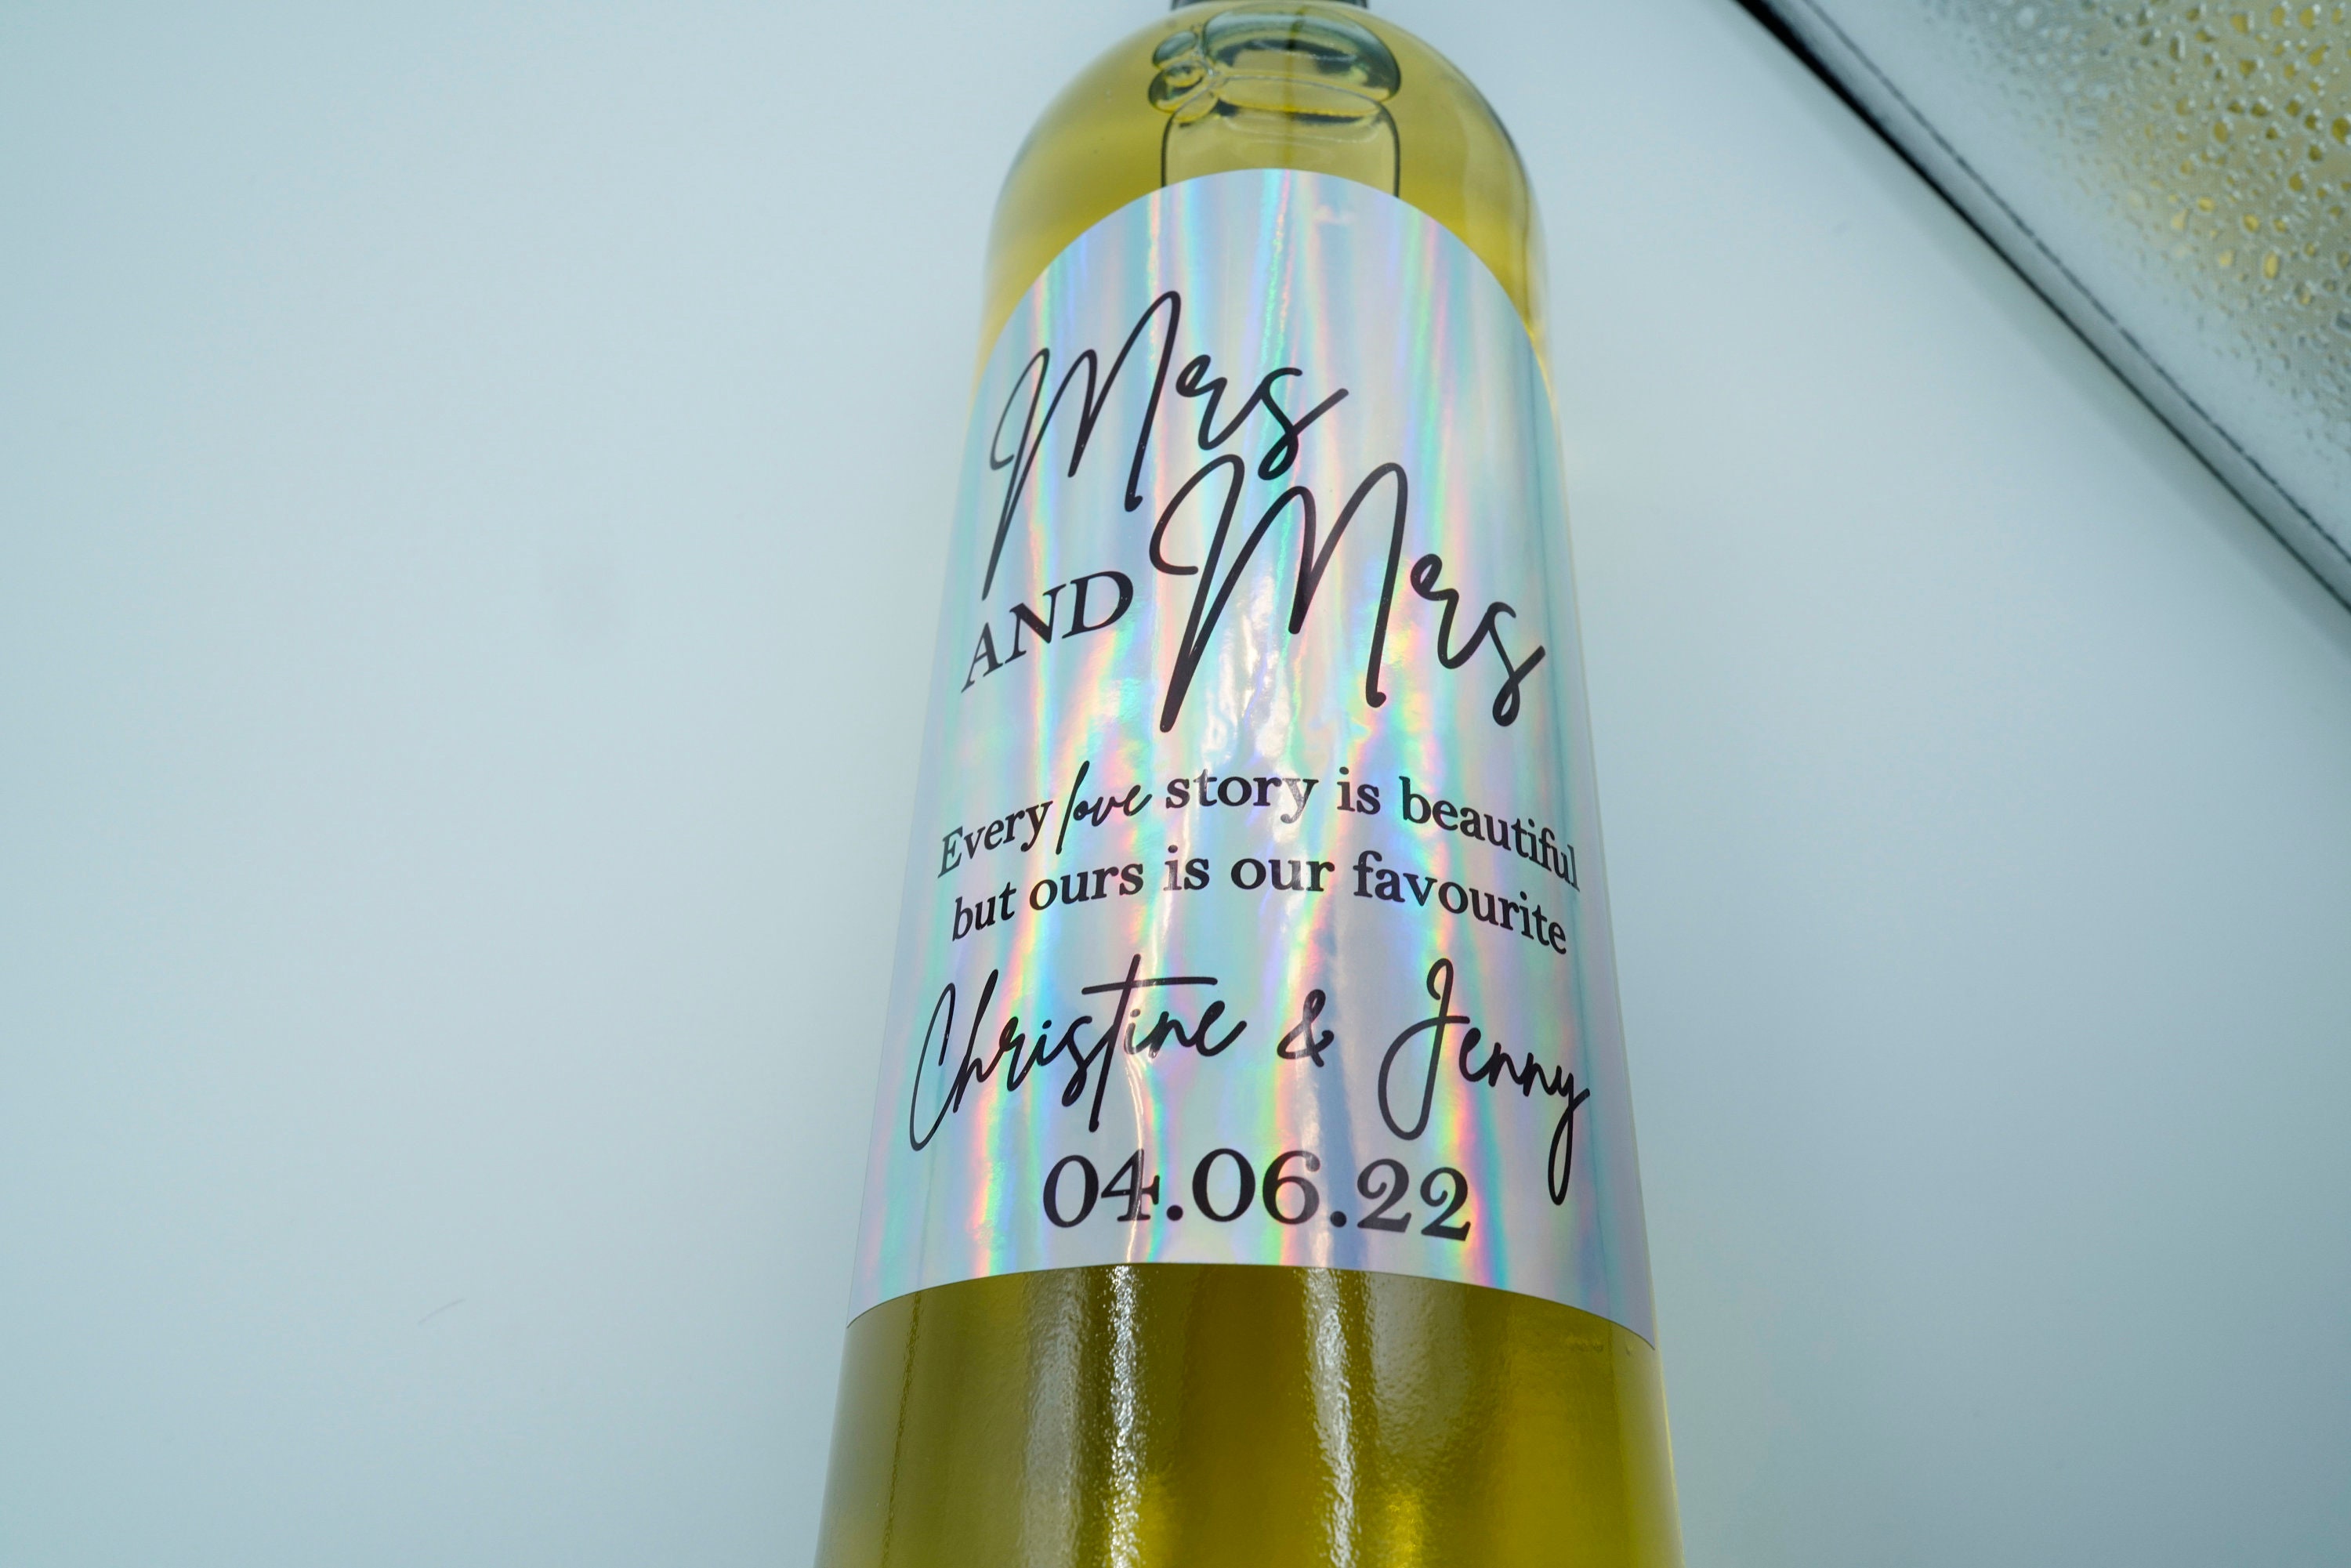 Mrs
AND Mrs
Every love story is beautiful
but ours is our favourite
Christine & Jenny
04.06.22